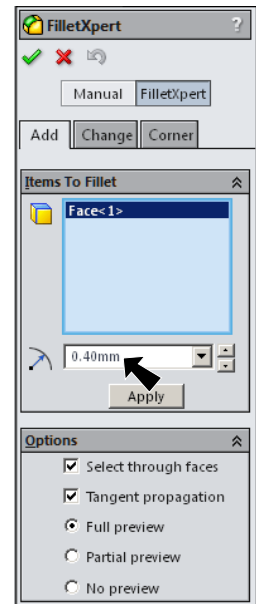 FilletXpert ?
Manual FilletXpert
Add Change Corner
Items To Fillet
Face<1>
0.40mm
Apply
Options
Select through faces
Tangent propagation
Full preview
Partial preview
No preview